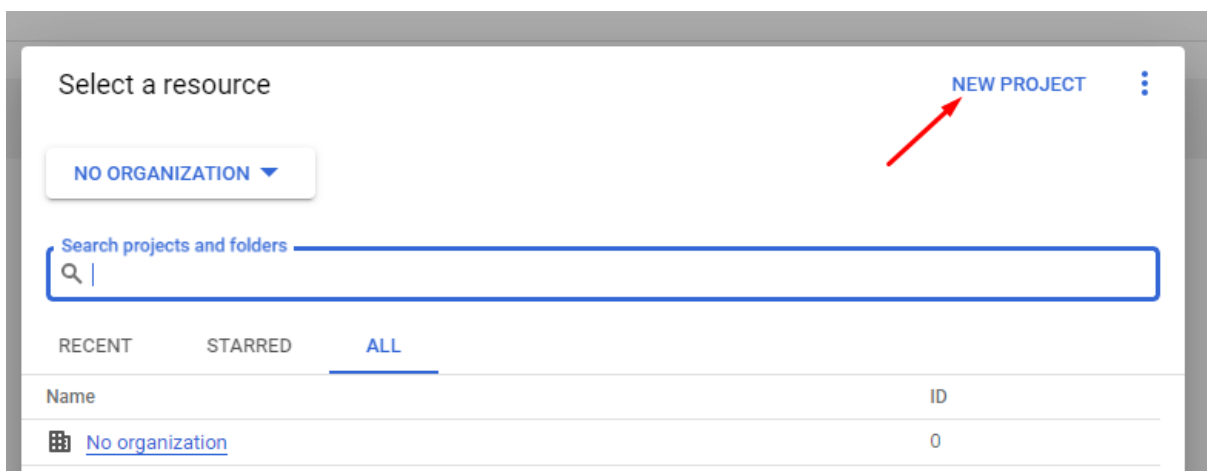 Select a resource
NEW PROJECT
NO ORGANIZATION
Search projects and folders
RECENT STARRED ALL
Name ID
No organization 0